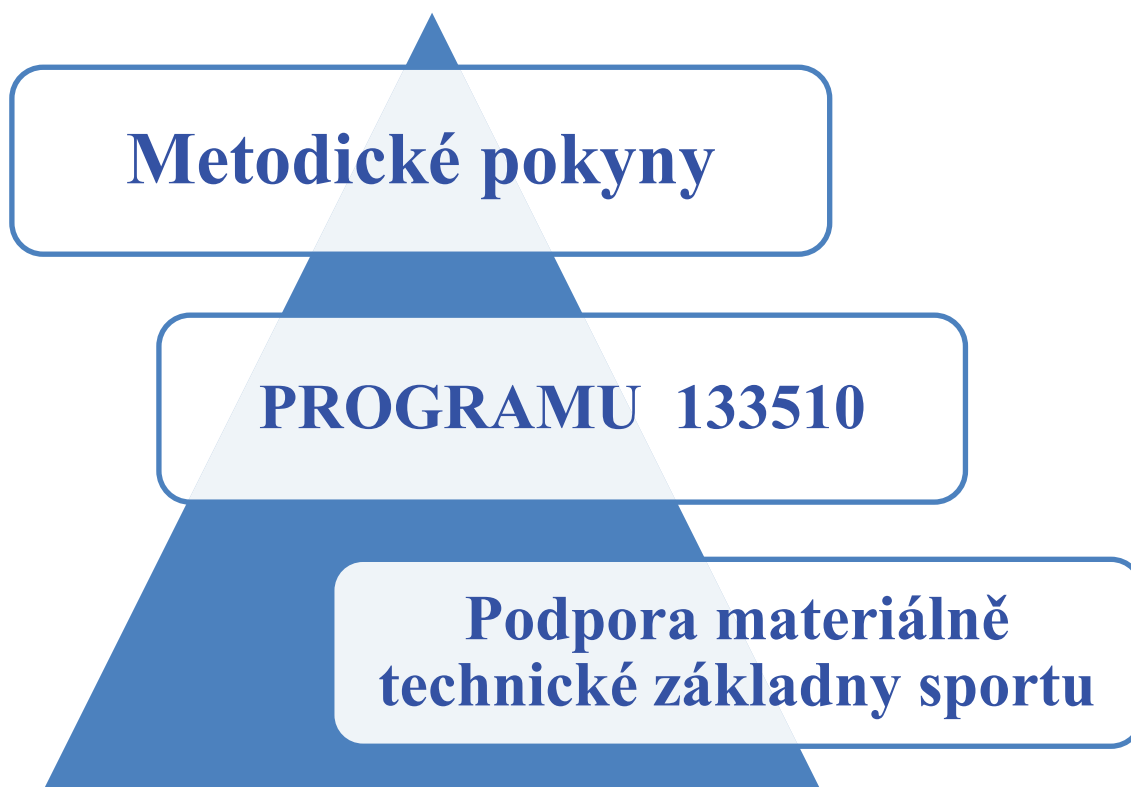 Metodické pokyny
PROGRAMU 133510
Podpora materiálně
technické základny sportu